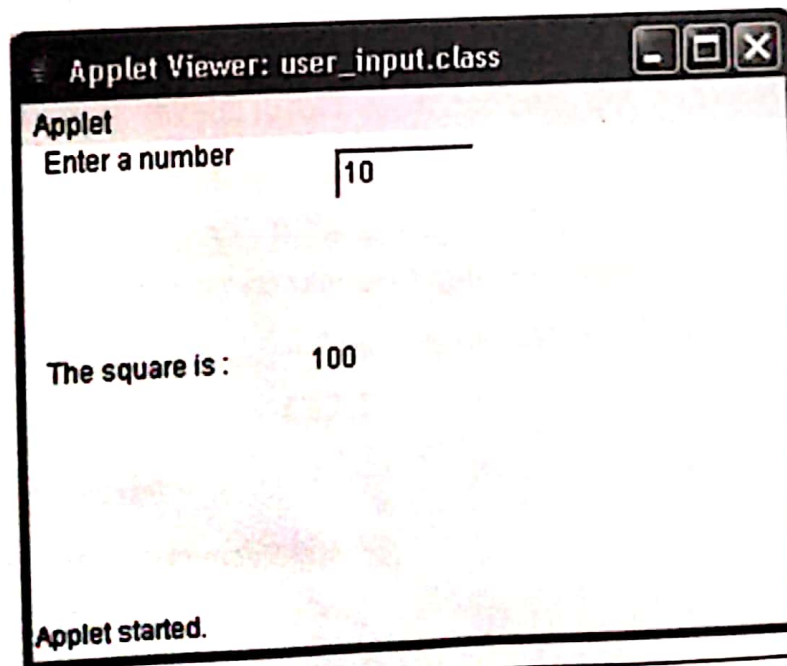 Applet Viewer: user_input.class
Applet
Enter a number 10
The square is : 100
Applet started.